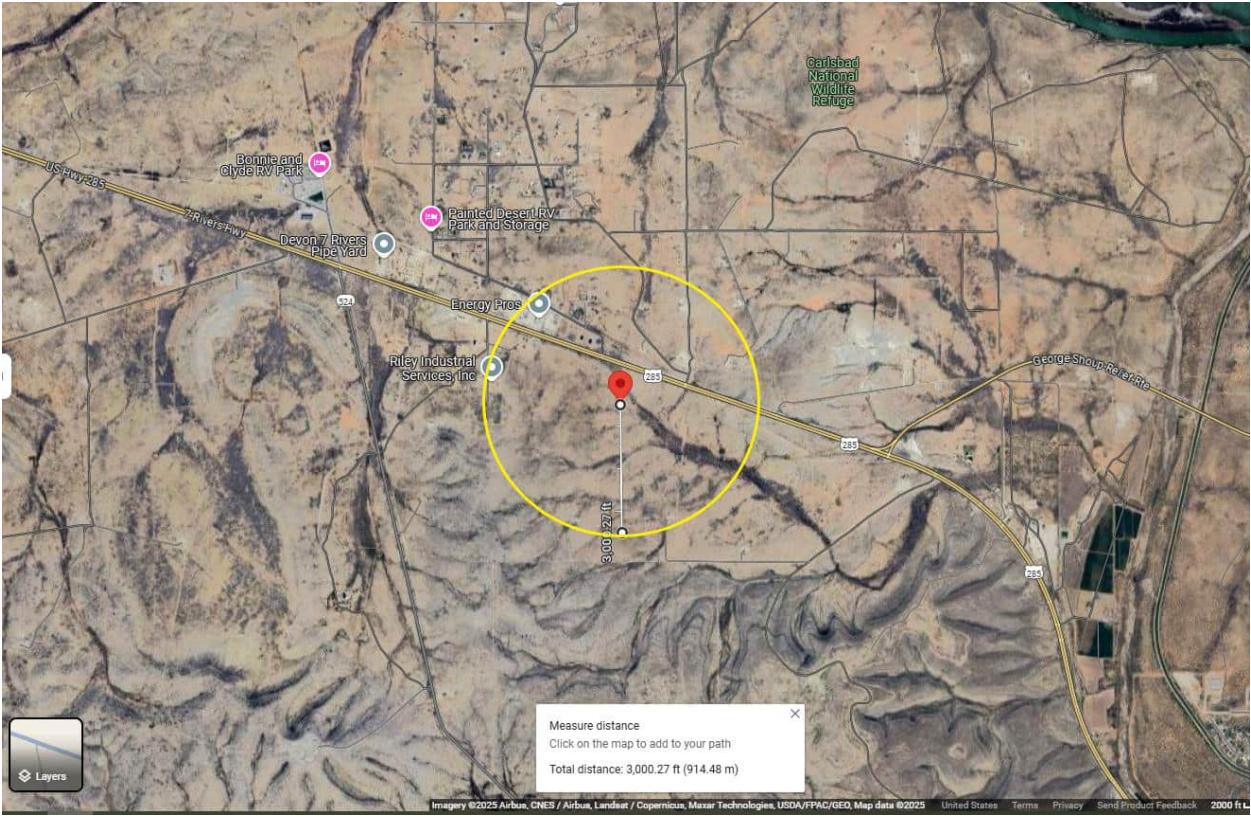 Carlsbad
National
Wildlife
Refuge
Bonnie and
Clyde RV Park
US Hwy 285
7-Rivers Hwy
Painted Desert RV
Park and Storage
Devon 7 Rivers
Pipe Yard
524
Energy Pros
Riley Industrial
Services, Inc
285
George Shoup Relief Rte
285
3,000.27 ft
285
Measure distance
Click on the map to add to your path
Total distance: 3,000.27 ft (914.48 m)
Layers
Imagery ©2025 Airbus, CNES / Airbus, Landsat / Copernicus, Maxar Technologies, USDA/FPAC/GEO, Map data ©2025 United States Terms Privacy Send Product Feedback 2000 ft